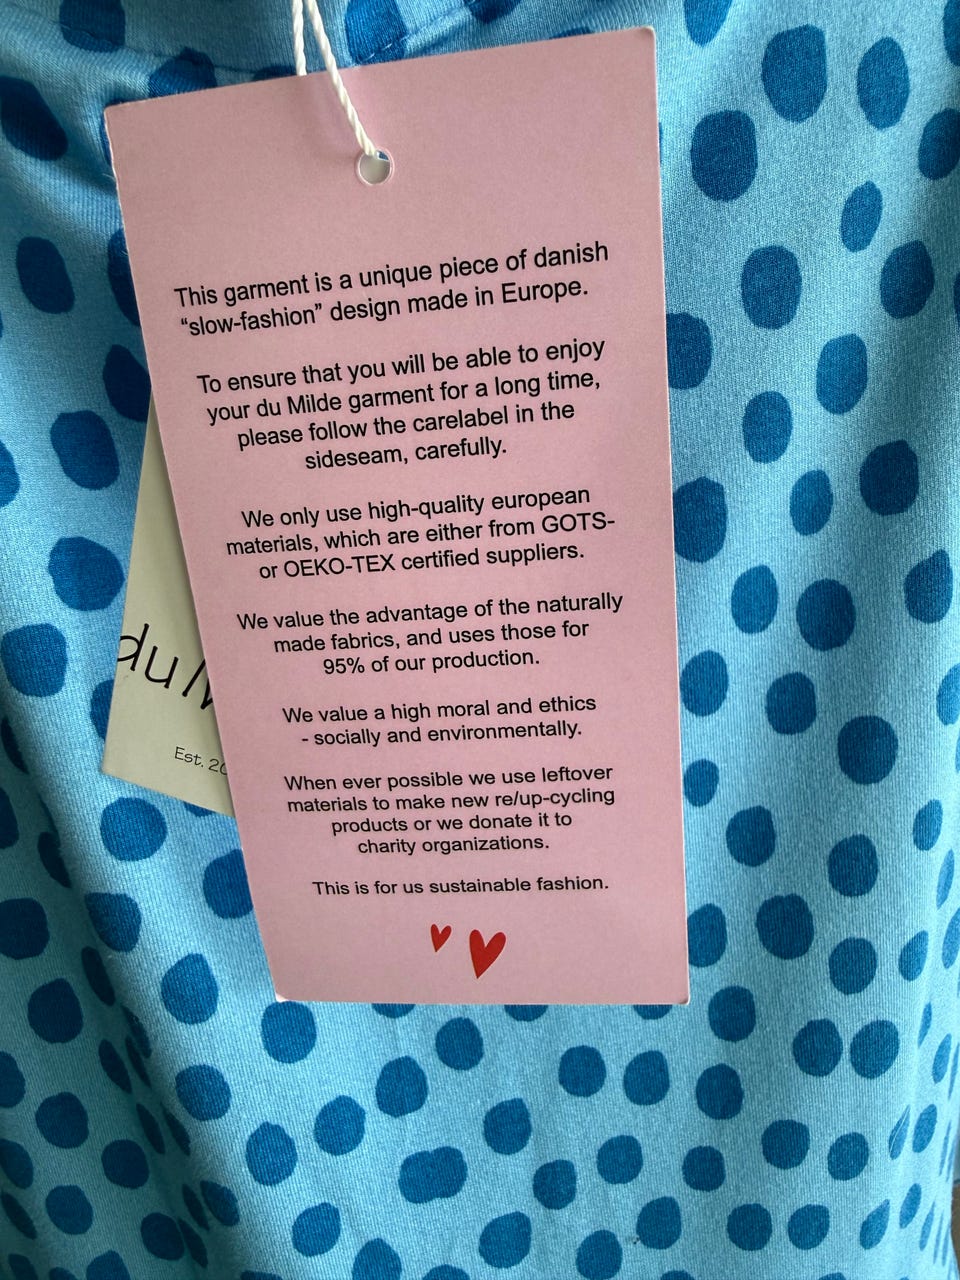 This garment is a unique piece of danish
“slow-fashion” design made in Europe.
To ensure that you will be able to enjoy
your du Milde garment for a long time,
please follow the carelabel in the
sideseam, carefully.
We only use high-quality european
materials, which are either from GOTS-
or OEKO-TEX certified suppliers.
We value the advantage of the naturally
made fabrics, and uses those for
95% of our production.
We value a high moral and ethics
- socially and environmentally.
When ever possible we use leftover
materials to make new re/up-cycling
products or we donate it to
charity organizations.
This is for us sustainable fashion.
du
Est.